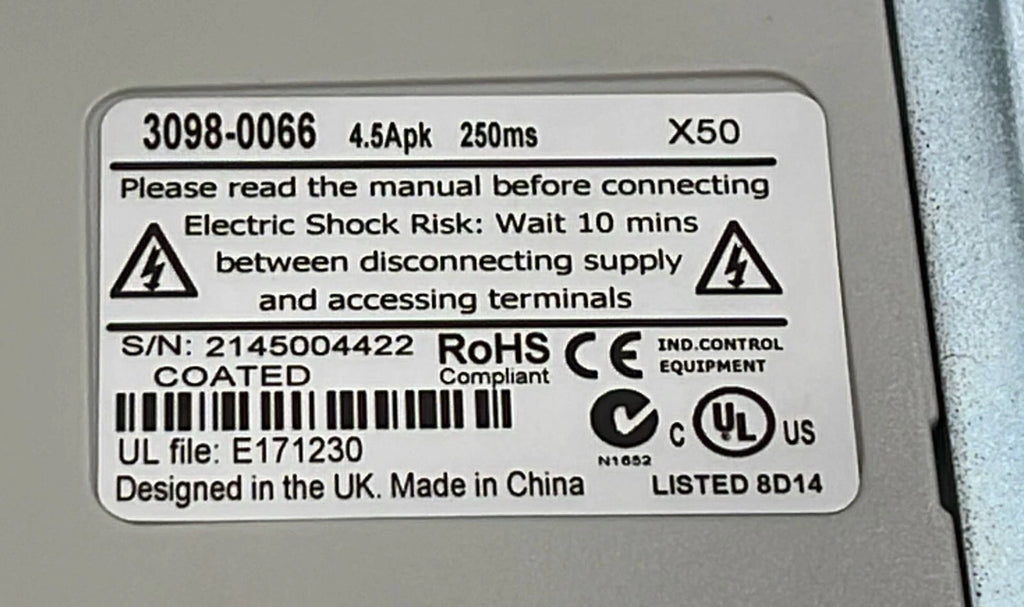 3098-0066 4.5Apk 250ms X50
Please read the manual before connecting
Electric Shock Risk: Wait 10 mins
between disconnecting supply
and accessing terminals
S/N: 2145004422 RoHS CE IND.CONTROL
COATED Compliant EQUIPMENT
C UL US
N1652
UL file: E171230
Designed in the UK. Made in China LISTED 8D14